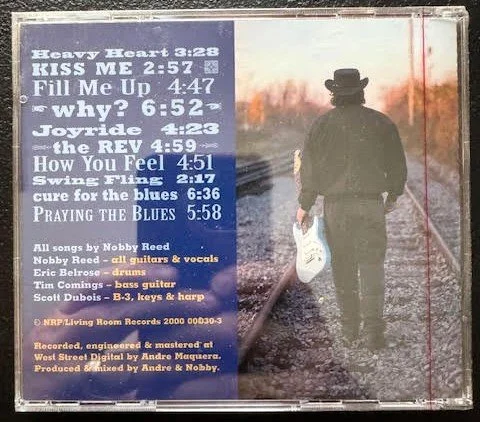 Heavy Heart 3:28
KISS ME 2:57
Fill Me Up 4:47
why? 6:52
Joyride 4:23
the REV 4:59
How You Feel 4:51
Swing Fling 2:17
cure for the blues 6:36
PRAYING THE BLUES 5:58
All songs by Nobby Reed
Nobby Reed – all guitars & vocals
Eric Belrose – drums
Tim Comings – bass guitar
Scott Dubois – B-3, keys & harp
© NRP/Living Room Records 2000 00030-3
Recorded, engineered & mastered at
West Street Digital by Andre Maquera.
Produced & mixed by Andre & Nobby.